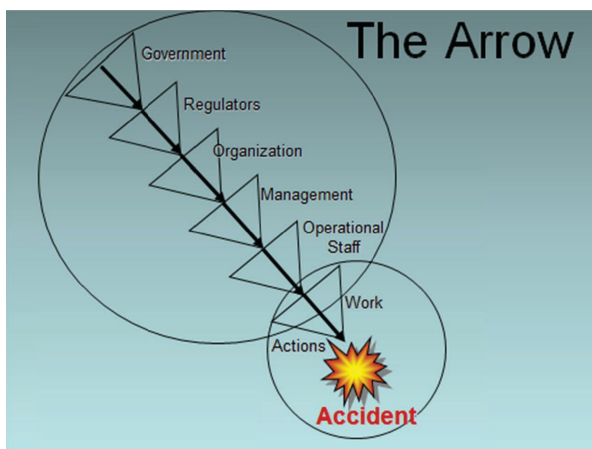 The Arrow
Government
Regulators
Organization
Management
Operational
Staff
Work
Actions
Accident